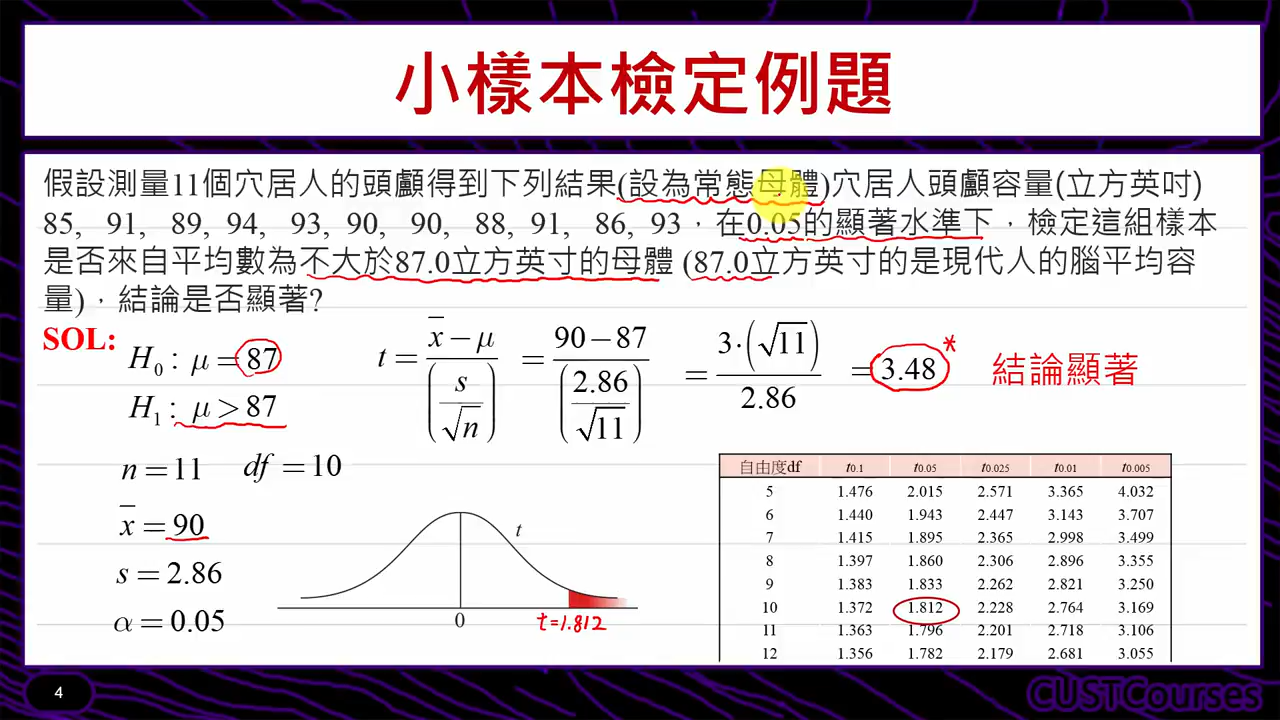 小樣本檢定例題
假設測量11個穴居人的頭顱得到下列結果(設為常態母體)穴居人頭顱容量(立方英吋)
85, 91, 89, 94, 93, 90, 90, 88, 91, 86, 93，在0.05的顯著水準下，檢定這組樣本
是否來自平均數為不大於87.0立方英寸的母體 (87.0立方英寸的是現代人的腦平均容
量)，結論是否顯著?
SOL:
H₀ : μ = 87
H₁ : μ > 87
n = 11 df = 10
x̄ = 90
s = 2.86
α = 0.05
t = (x̄ − μ)/(s/√n) = (90 − 87)/(2.86/√11) = 3·(√11)/2.86 = 3.48*
結論顯著
t
0
t=1.812
自由度df t0.1 t0.05 t0.025 t0.01 t0.005
5 1.476 2.015 2.571 3.365 4.032
6 1.440 1.943 2.447 3.143 3.707
7 1.415 1.895 2.365 2.998 3.499
8 1.397 1.860 2.306 2.896 3.355
9 1.383 1.833 2.262 2.821 3.250
10 1.372 1.812 2.228 2.764 3.169
11 1.363 1.796 2.201 2.718 3.106
12 1.356 1.782 2.179 2.681 3.055
4
CUSTCourses